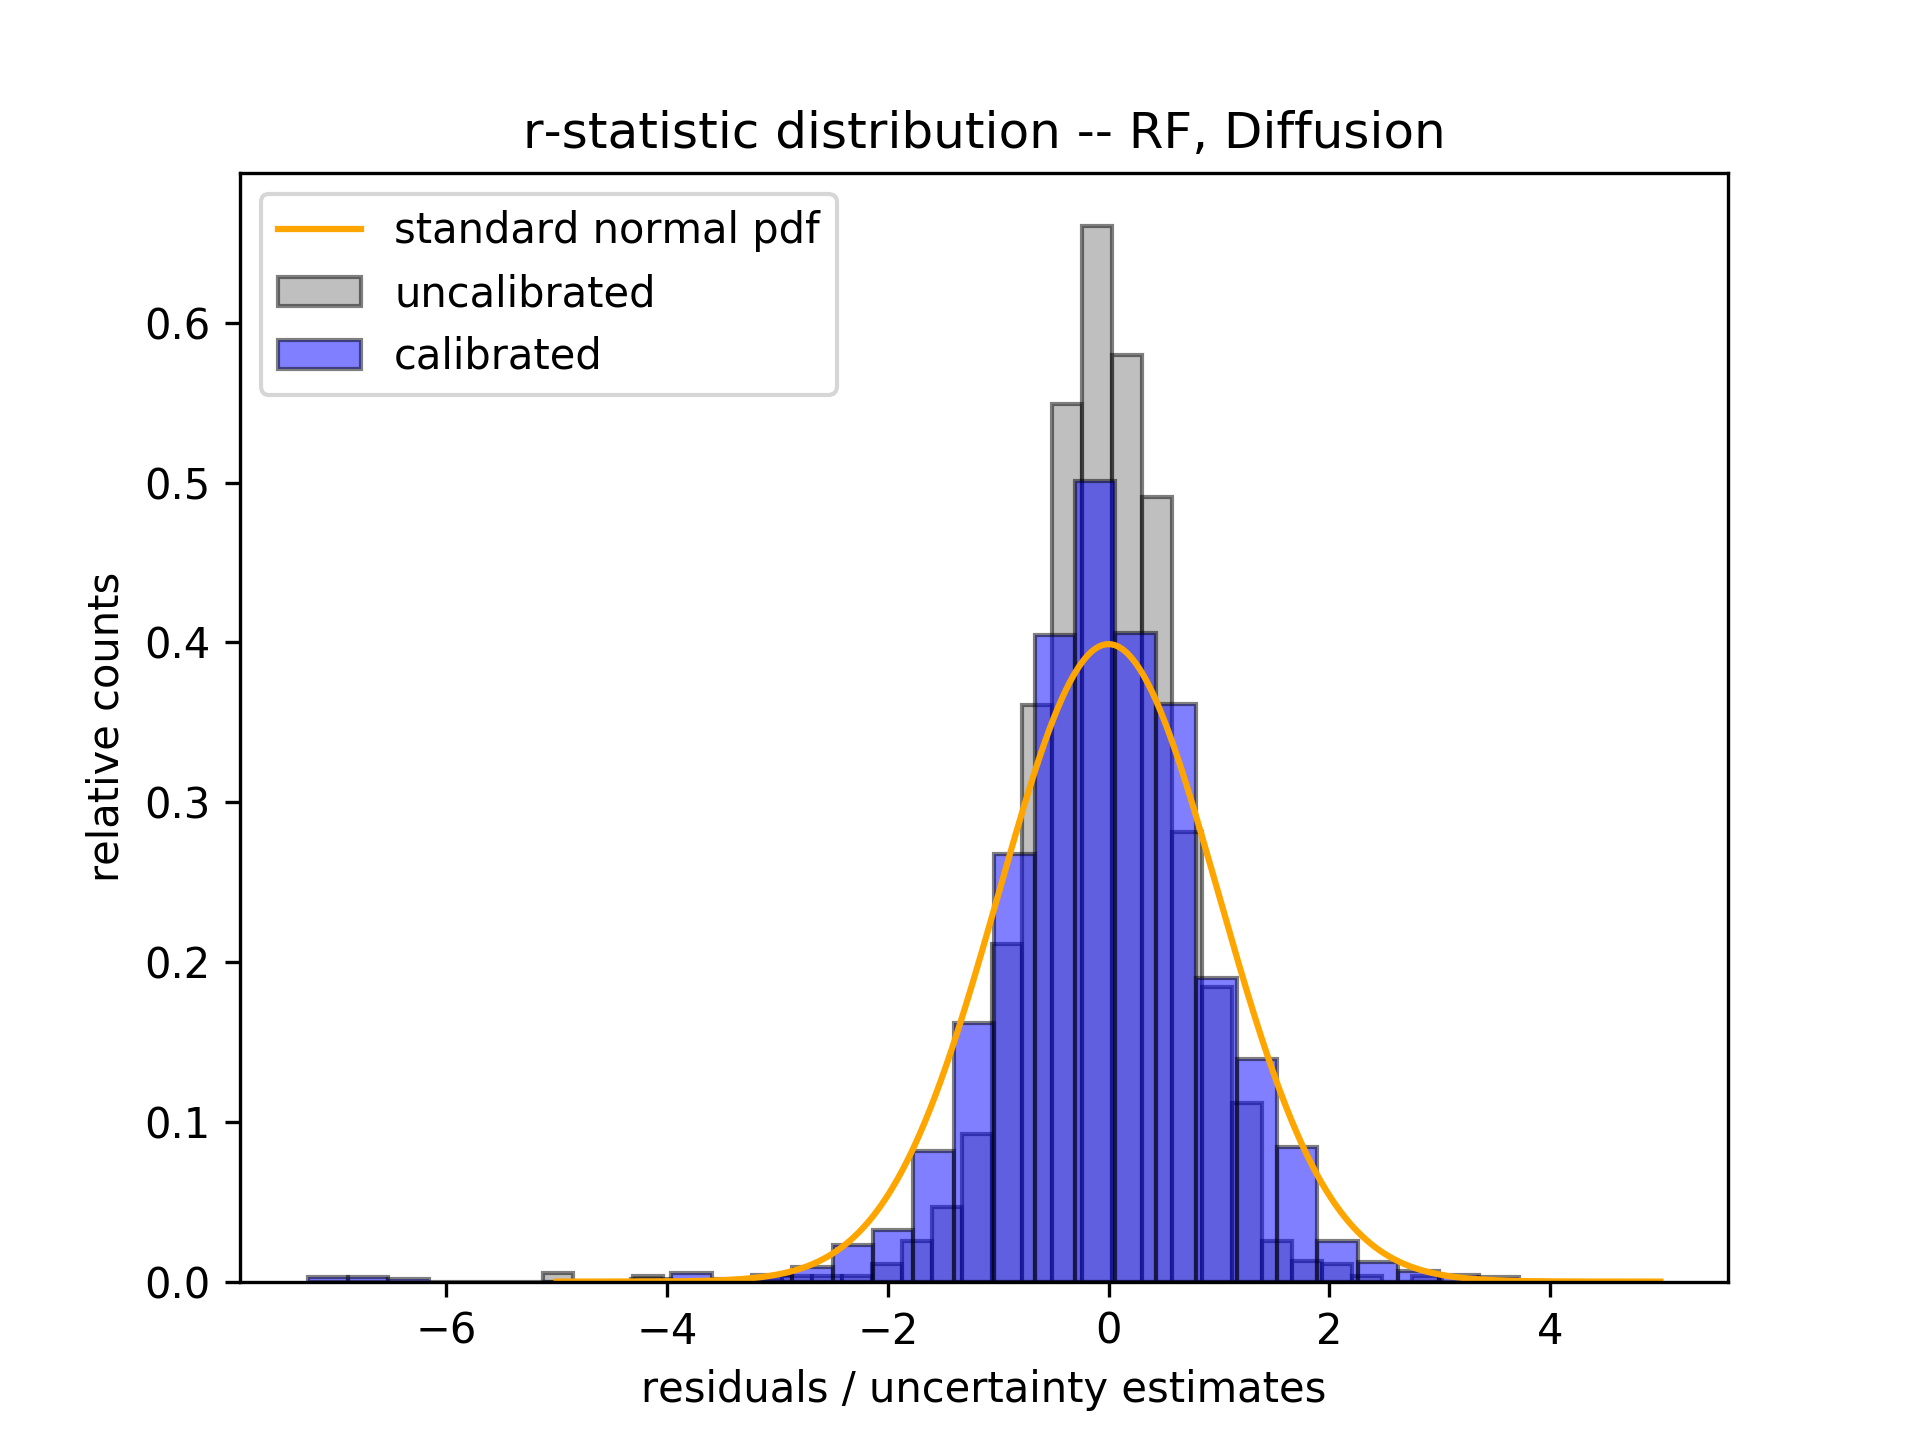 r-statistic distribution -- RF, Diffusion
standard normal pdf
uncalibrated
calibrated
relative counts
0.6
0.5
0.4
0.3
0.2
0.1
0.0
−6 −4 −2 0 2 4
residuals / uncertainty estimates